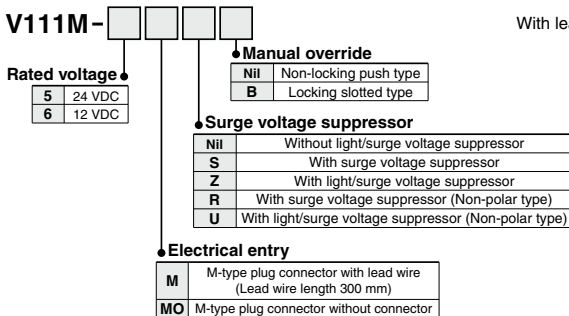 V111M-
With lea
Manual override
Nil Non-locking push type
B Locking slotted type
Rated voltage
5 24 VDC
6 12 VDC
Surge voltage suppressor
Nil Without light/surge voltage suppressor
S With surge voltage suppressor
Z With light/surge voltage suppressor
R With surge voltage suppressor (Non-polar type)
U With light/surge voltage suppressor (Non-polar type)
Electrical entry
M M-type plug connector with lead wire
(Lead wire length 300 mm)
MO M-type plug connector without connector